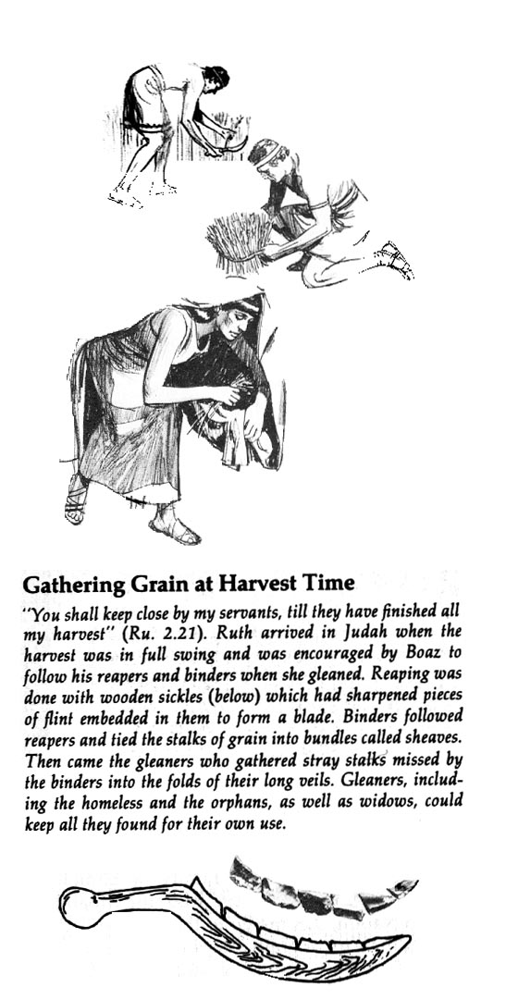 Gathering Grain at Harvest Time
"You shall keep close by my servants, till they have finished all
my harvest" (Ru. 2.21). Ruth arrived in Judah when the
harvest was in full swing and was encouraged by Boaz to
follow his reapers and binders when she gleaned. Reaping was
done with wooden sickles (below) which had sharpened pieces
of flint embedded in them to form a blade. Binders followed
reapers and tied the stalks of grain into bundles called sheaves.
Then came the gleaners who gathered stray stalks missed by
the binders into the folds of their long veils. Gleaners, includ-
ing the homeless and the orphans, as well as widows, could
keep all they found for their own use.